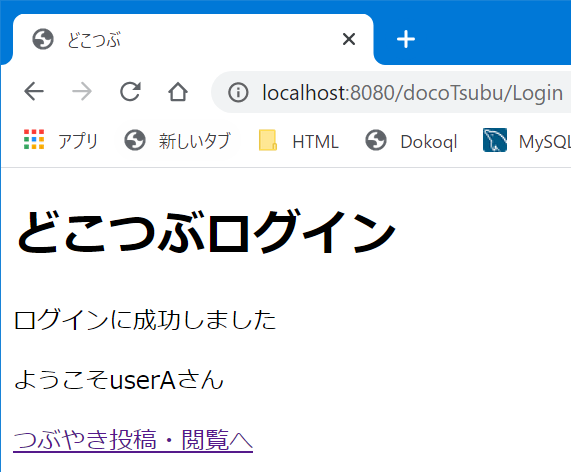 どこつぶ
localhost:8080/docoTsubu/Login
アプリ 新しいタブ HTML Dokoql MySQL
どこつぶログイン
ログインに成功しました
ようこそuserAさん
つぶやき投稿・閲覧へ